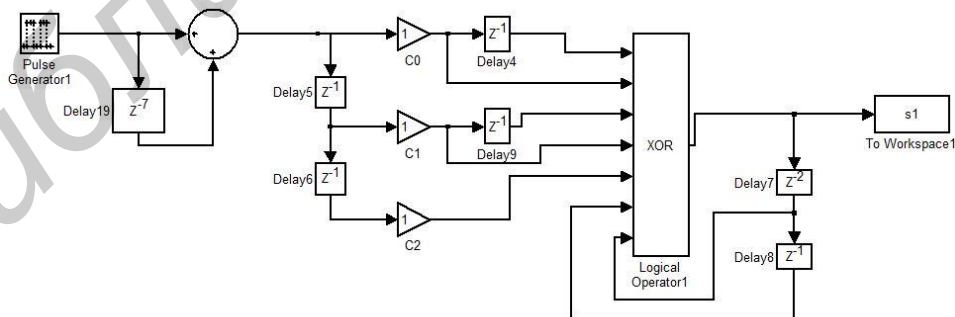 Pulse
Generator1
Delay19
Z-7
+
+
Delay5
Z-1
Delay6
Z-1
1
C0
1
C1
1
C2
Z-1
Delay4
Z-1
Delay9
XOR
Logical
Operator1
s1
To Workspace1
Delay7
Z-2
Delay8
Z-1